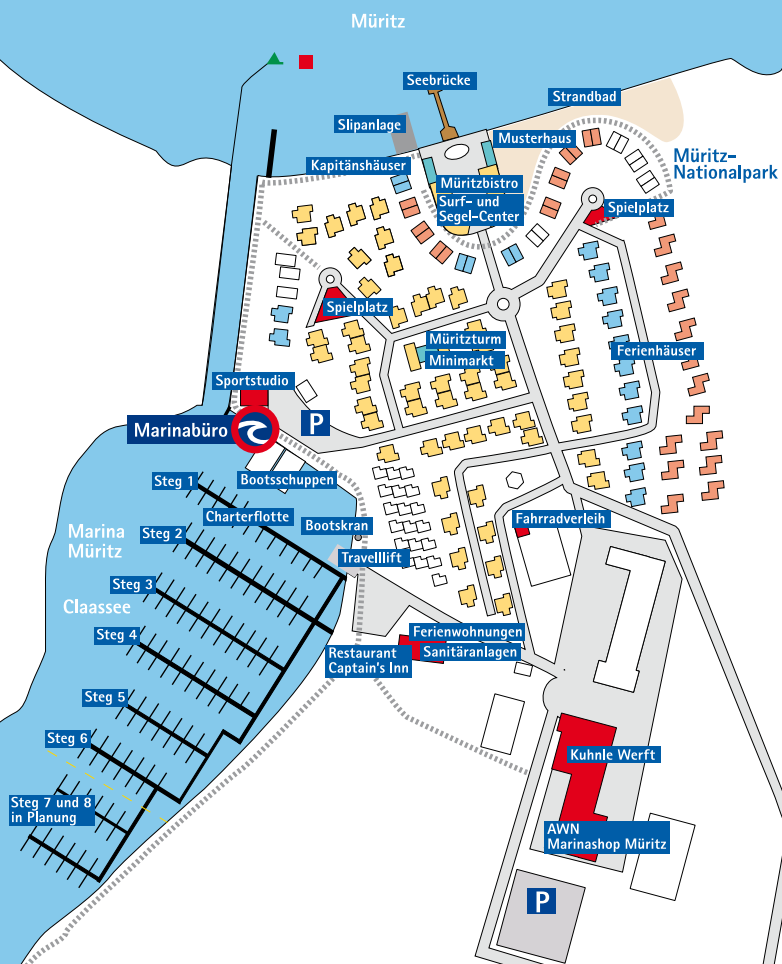 Müritz
Seebrücke
Strandbad
Slipanlage
Musterhaus
Kapitänshäuser
Müritz-
Nationalpark
Müritzbistro
Surf- und
Segel-Center
Spielplatz
Spielplatz
Müritzturm
Minimarkt
Ferienhäuser
Sportstudio
Marinabüro
P
Steg 1
Bootsschuppen
Charterflotte
Bootskran
Fahrradverleih
Marina
Müritz
Steg 2
Travelllift
Steg 3
Claassee
Steg 4
Ferienwohnungen
Restaurant
Captain's Inn
Sanitäranlagen
Steg 5
Steg 6
Kuhnle Werft
Steg 7 und 8
in Planung
AWN
Marinashop Müritz
P